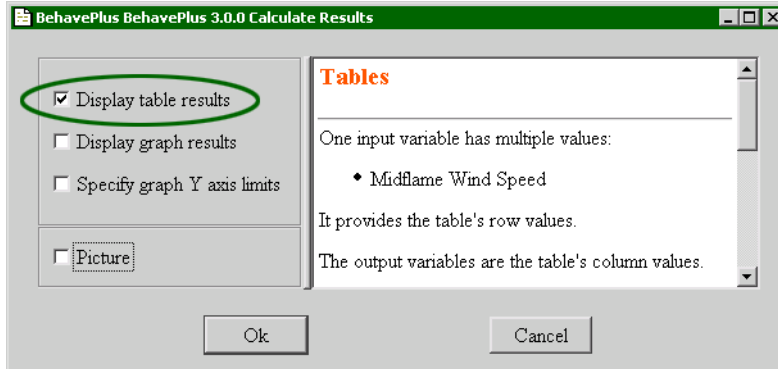 BehavePlus BehavePlus 3.0.0 Calculate Results
Display table results
Display graph results
Specify graph Y axis limits
Picture
Tables
One input variable has multiple values:
• Midflame Wind Speed
It provides the table's row values.
The output variables are the table's column values.
Ok
Cancel